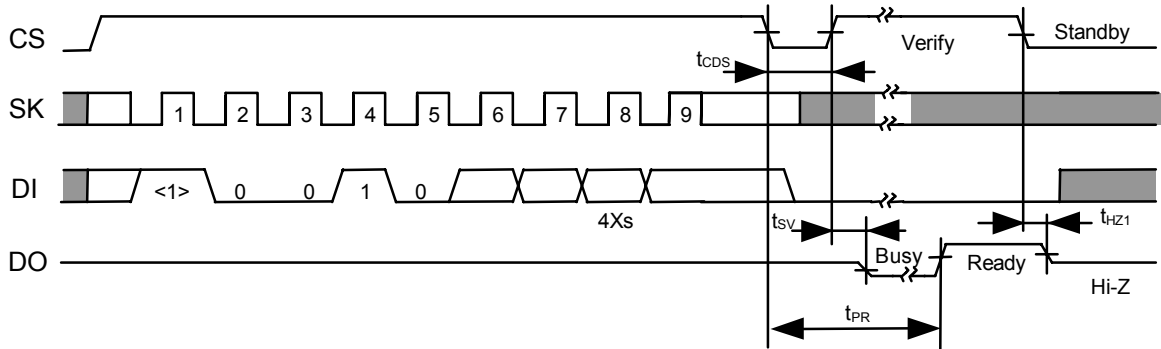 CS
Verify
Standby
tCDS
SK
1 2 3 4 5 6 7 8 9
DI
<1> 0 0 1 0
4Xs
tSV
tHZ1
DO
Busy
Ready
Hi-Z
tPR